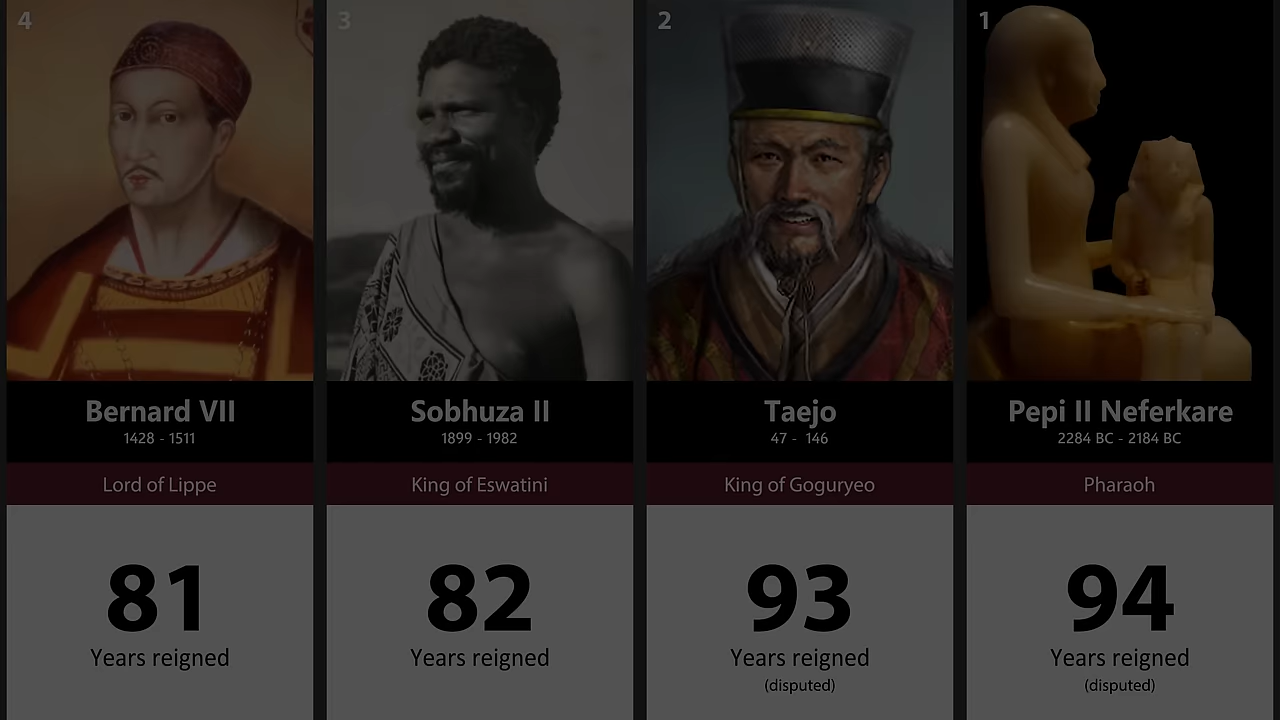 4
Bernard VII
1428 - 1511
Lord of Lippe
81
Years reigned
3
Sobhuza II
1899 - 1982
King of Eswatini
82
Years reigned
2
Taejo
47 - 146
King of Goguryeo
93
Years reigned
(disputed)
1
Pepi II Neferkare
2284 BC - 2184 BC
Pharaoh
94
Years reigned
(disputed)